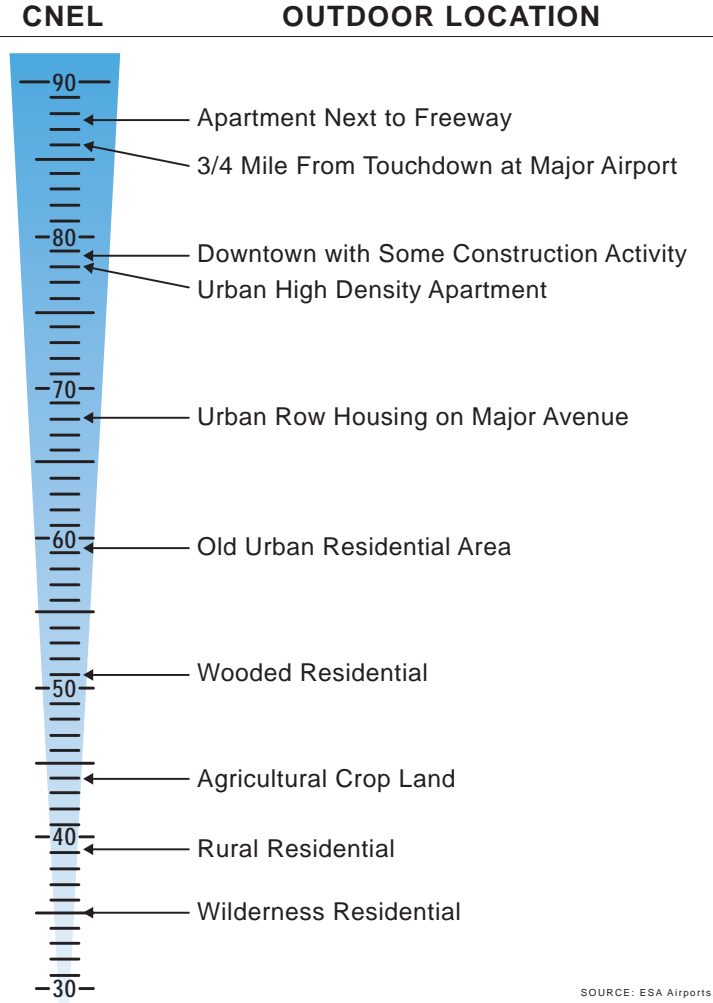 CNEL OUTDOOR LOCATION
90
Apartment Next to Freeway
3/4 Mile From Touchdown at Major Airport
80
Downtown with Some Construction Activity
Urban High Density Apartment
70
Urban Row Housing on Major Avenue
60
Old Urban Residential Area
Wooded Residential
50
Agricultural Crop Land
40
Rural Residential
Wilderness Residential
30
SOURCE: ESA Airports